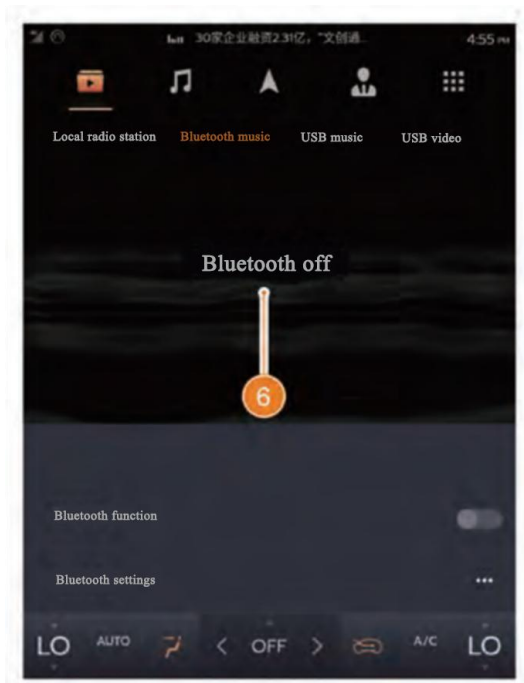 30家企业融资2.31亿，“文创通...
4:55 PM
Local radio station Bluetooth music USB music USB video
Bluetooth off
6
Bluetooth function
Bluetooth settings
LO AUTO < OFF > A/C LO